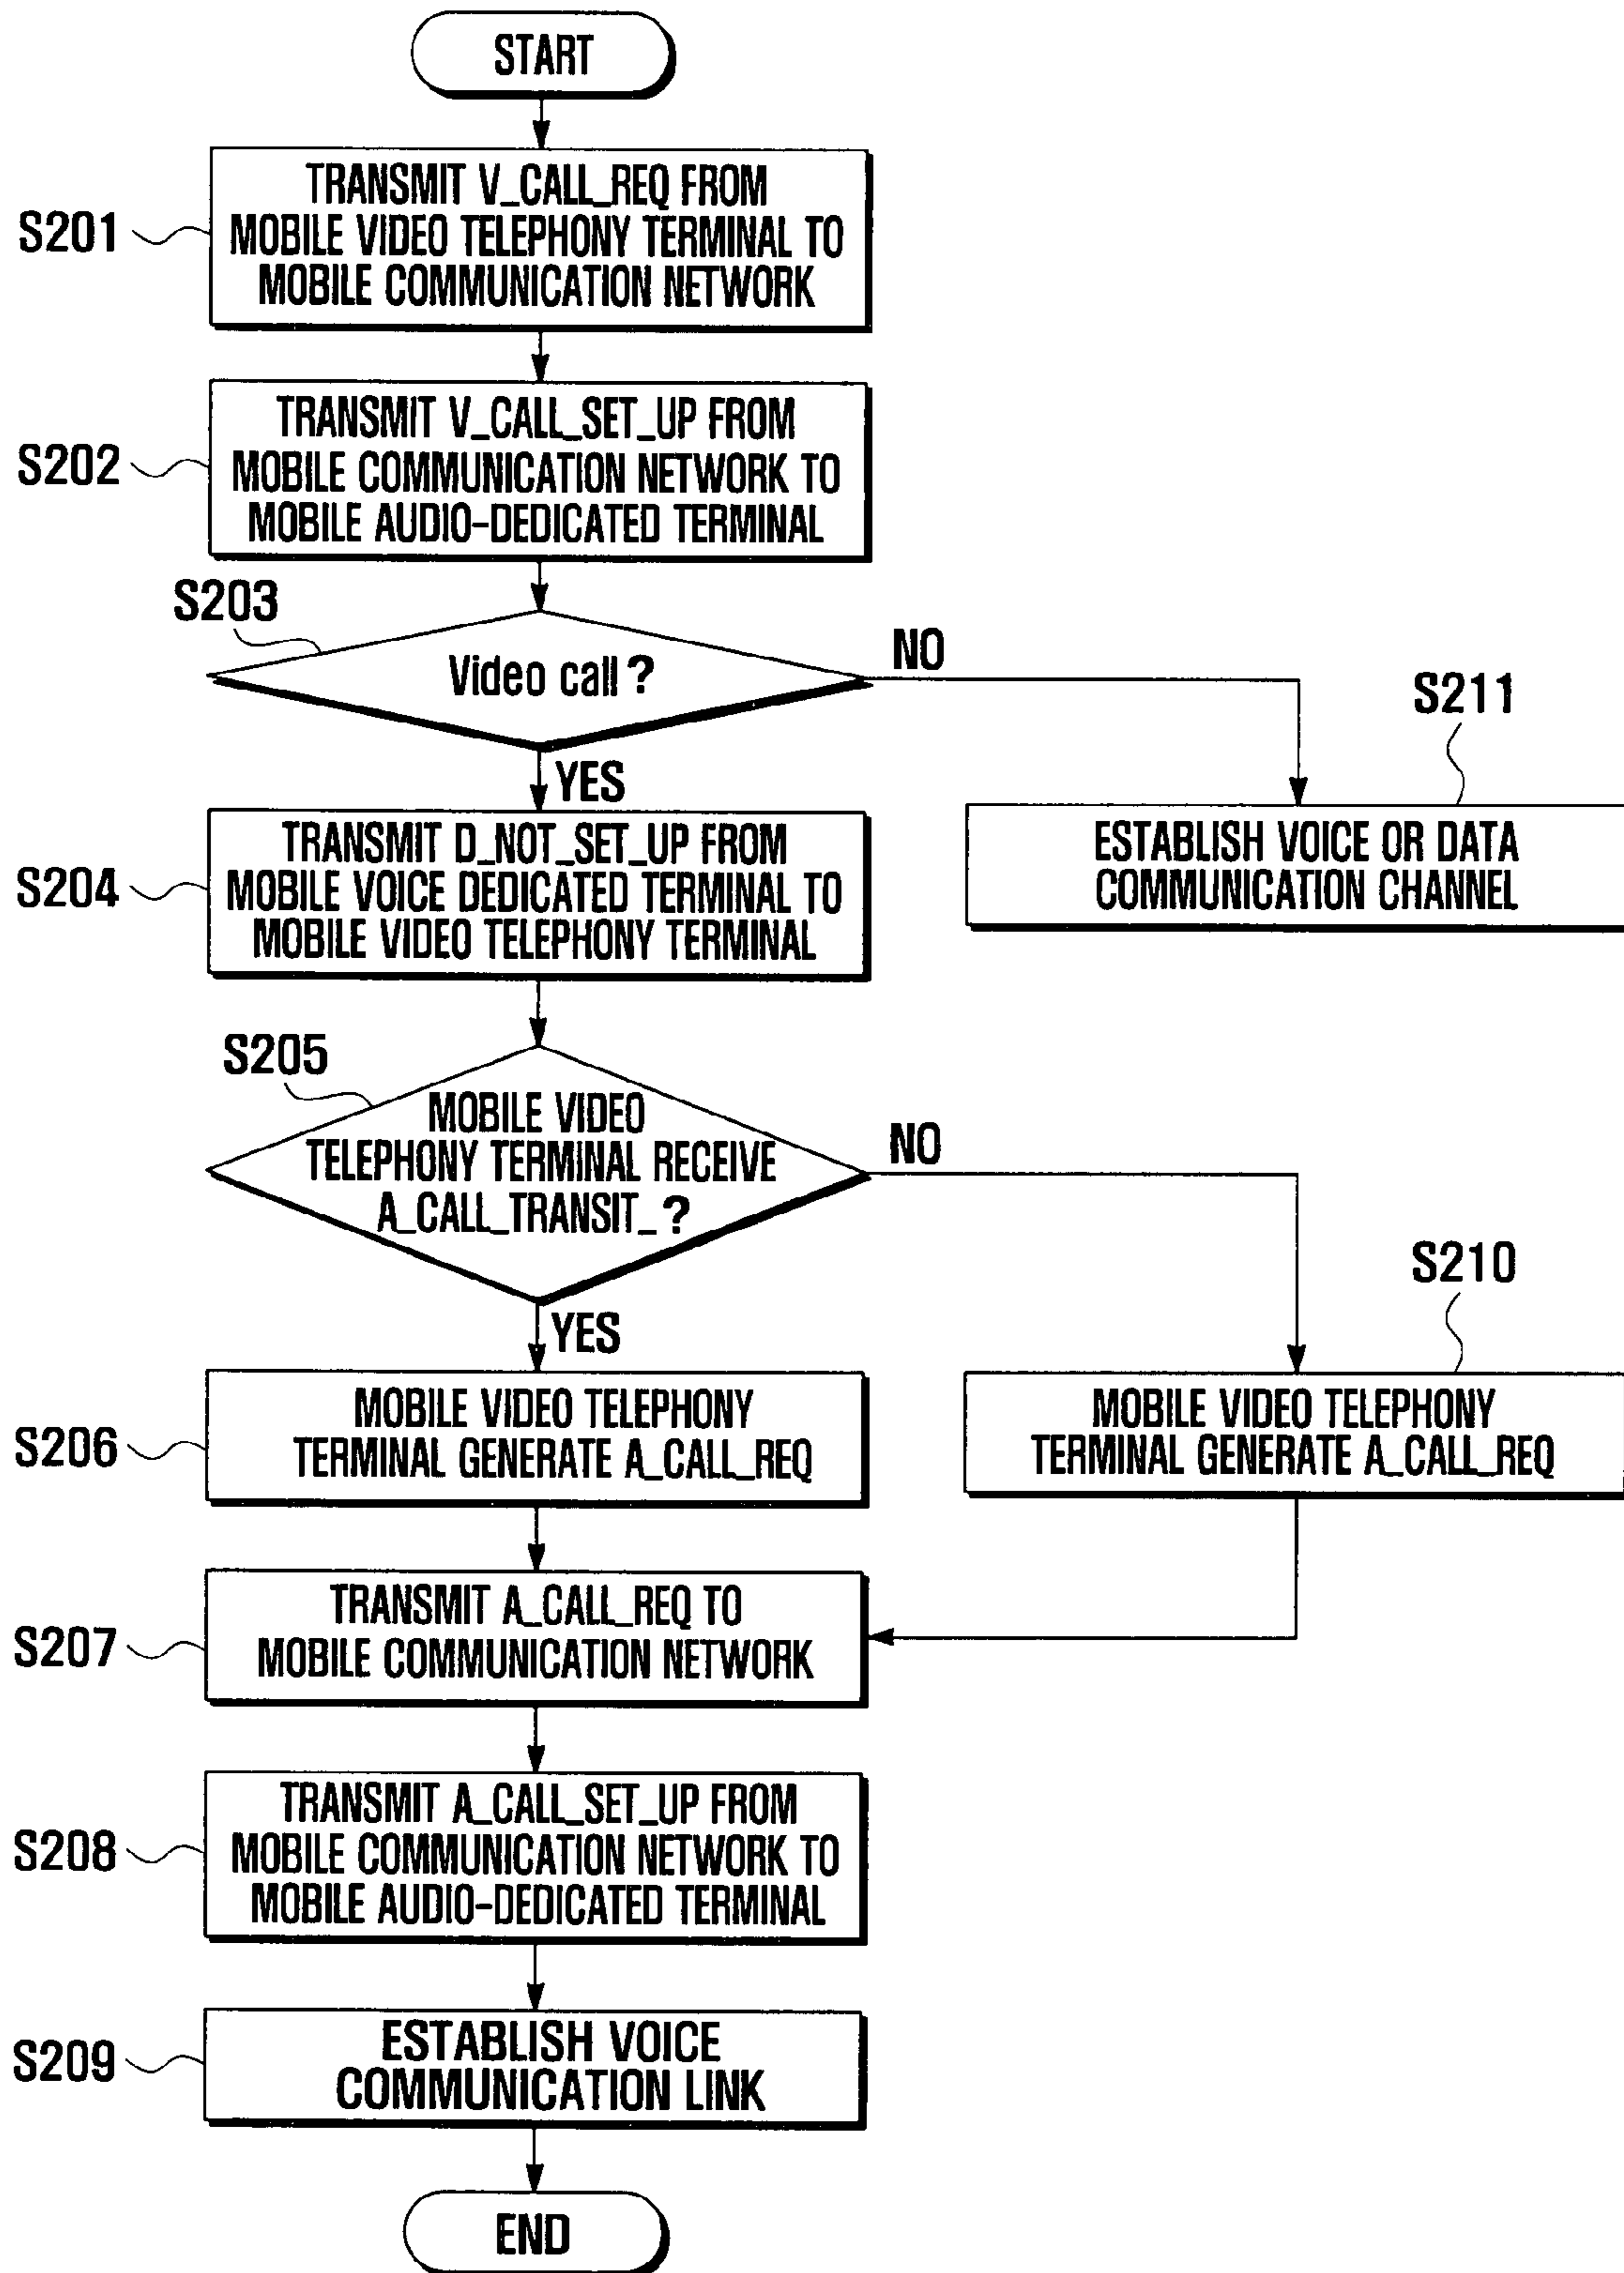 START
S201
TRANSMIT V_CALL_REQ FROM
MOBILE VIDEO TELEPHONY TERMINAL TO
MOBILE COMMUNICATION NETWORK
S202
TRANSMIT V_CALL_SET_UP FROM
MOBILE COMMUNICATION NETWORK TO
MOBILE AUDIO-DEDICATED TERMINAL
S203
Video call ?
NO
YES
S211
ESTABLISH VOICE OR DATA
COMMUNICATION CHANNEL
S204
TRANSMIT D_NOT_SET_UP FROM
MOBILE VOICE DEDICATED TERMINAL TO
MOBILE VIDEO TELEPHONY TERMINAL
S205
MOBILE VIDEO
TELEPHONY TERMINAL RECEIVE
A_CALL_TRANSIT_ ?
NO
YES
S210
MOBILE VIDEO TELEPHONY
TERMINAL GENERATE A_CALL_REQ
S206
MOBILE VIDEO TELEPHONY
TERMINAL GENERATE A_CALL_REQ
S207
TRANSMIT A_CALL_REQ TO
MOBILE COMMUNICATION NETWORK
S208
TRANSMIT A_CALL_SET_UP FROM
MOBILE COMMUNICATION NETWORK TO
MOBILE AUDIO-DEDICATED TERMINAL
S209
ESTABLISH VOICE
COMMUNICATION LINK
END